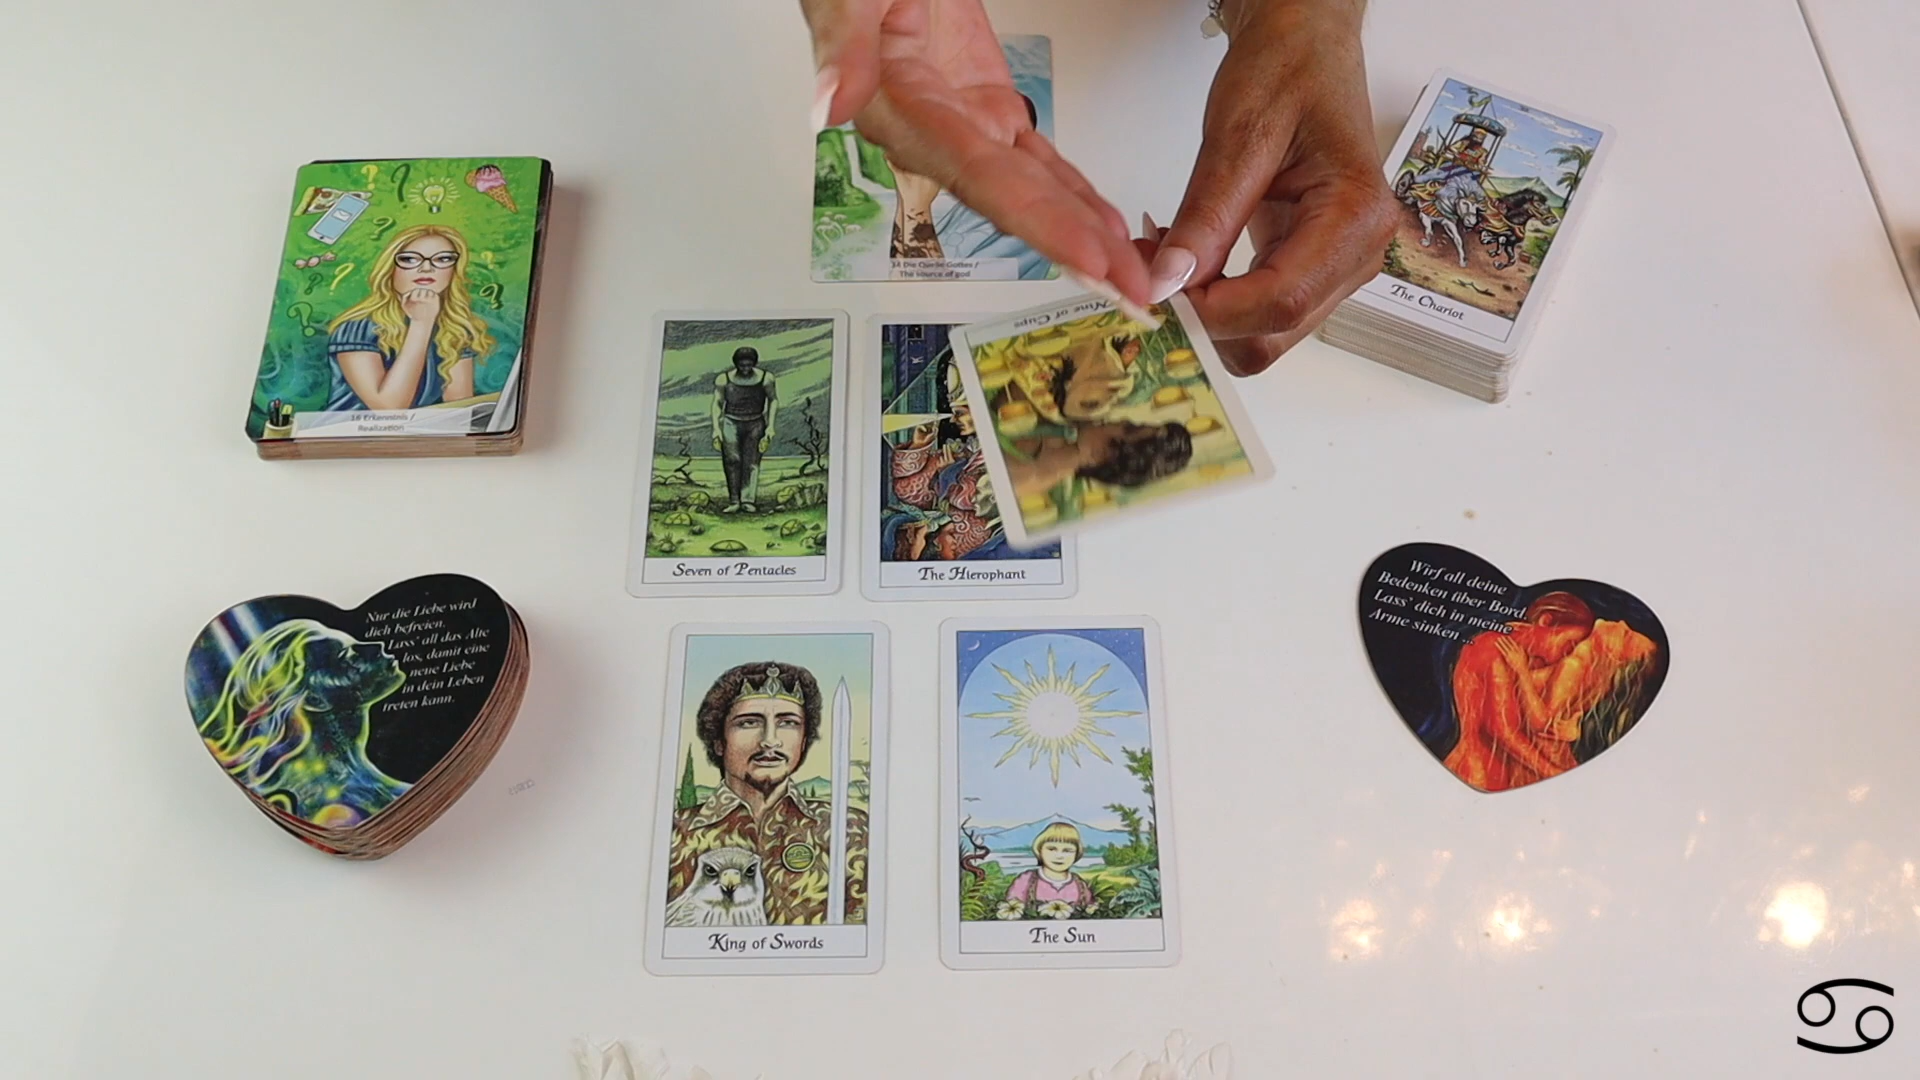 34 Die Quelle Gottes /
The source of god
The Chariot
Nine of Cups
16 Erkenntnis /
Realization
Seven of Pentacles
The Hierophant
Nur die Liebe wird
dich befreien.
Lass' all das Alte
los, damit eine
neue Liebe
in dein Leben
treten kann.
Wirf all deine
Bedenken über Bord.
Lass' dich in meine
Arme sinken ...
King of Swords
The Sun